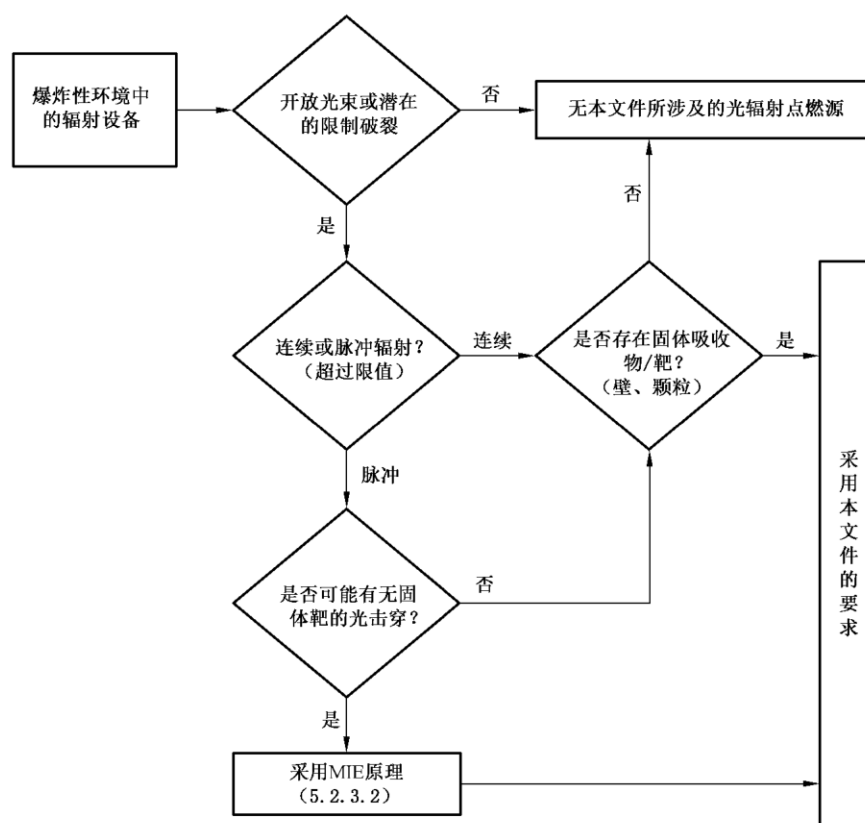 爆炸性环境中
的辐射设备
开放光束或潜在
的限制破裂
否
无本文件所涉及的光辐射点燃源
是
否
连续或脉冲辐射？
（超过限值）
连续
是否存在固体吸收
物/靶？
（壁、颗粒）
是
脉冲
是否可能有无固
体靶的光击穿？
否
是
采用MIE原理
（5.2.3.2）
采
用
本
文
件
的
要
求